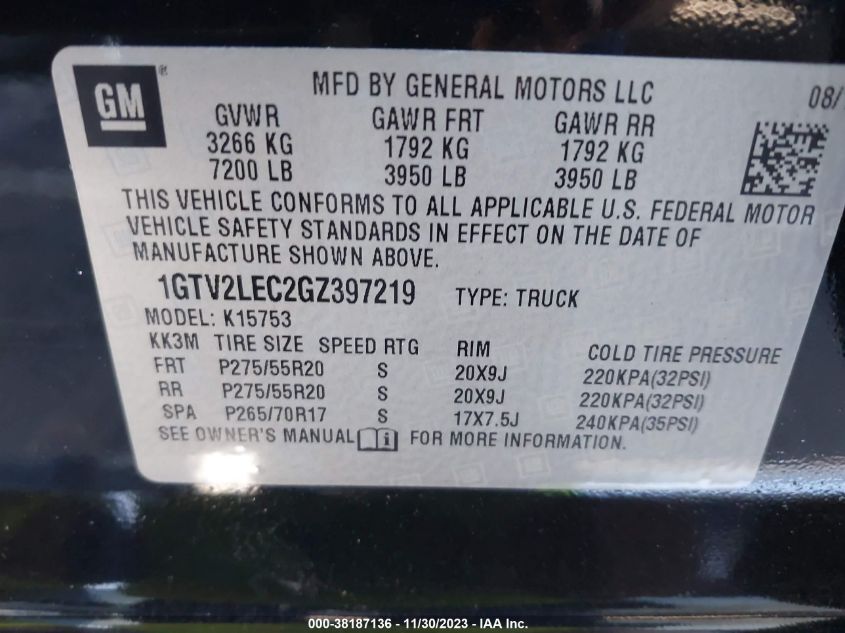 GM ®
MFD BY GENERAL MOTORS LLC
08/
GVWR GAWR FRT GAWR RR
3266 KG 1792 KG 1792 KG
7200 LB 3950 LB 3950 LB
THIS VEHICLE CONFORMS TO ALL APPLICABLE U.S. FEDERAL MOTOR
VEHICLE SAFETY STANDARDS IN EFFECT ON THE DATE OF
MANUFACTURE SHOWN ABOVE.
1GTV2LEC2GZ397219 TYPE: TRUCK
MODEL: K15753
KK3M TIRE SIZE SPEED RTG RIM COLD TIRE PRESSURE
FRT P275/55R20 S 20X9J 220KPA(32PSI)
RR P275/55R20 S 20X9J 220KPA(32PSI)
SPA P265/70R17 S 17X7.5J 240KPA(35PSI)
SEE OWNER'S MANUAL FOR MORE INFORMATION.
000-38187136 - 11/30/2023 - IAA Inc.